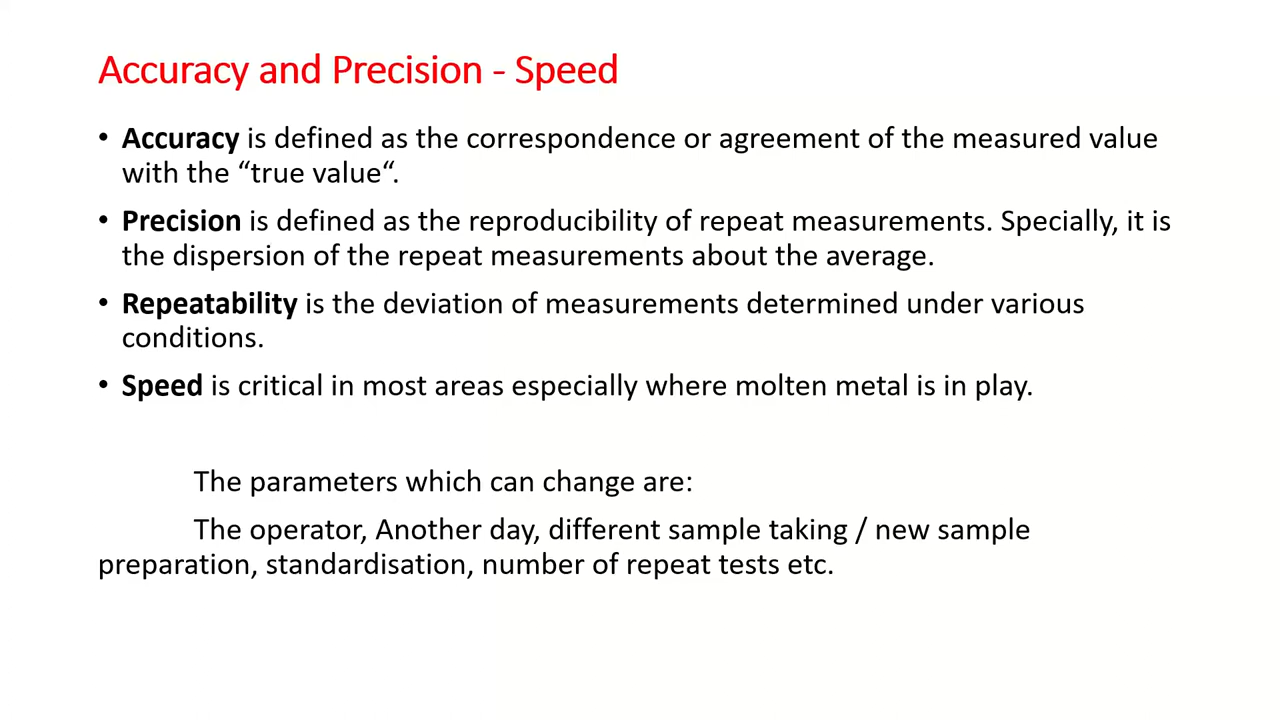 Accuracy and Precision - Speed
• Accuracy is defined as the correspondence or agreement of the measured value
with the “true value“.
• Precision is defined as the reproducibility of repeat measurements. Specially, it is
the dispersion of the repeat measurements about the average.
• Repeatability is the deviation of measurements determined under various
conditions.
• Speed is critical in most areas especially where molten metal is in play.
The parameters which can change are:
The operator, Another day, different sample taking / new sample
preparation, standardisation, number of repeat tests etc.